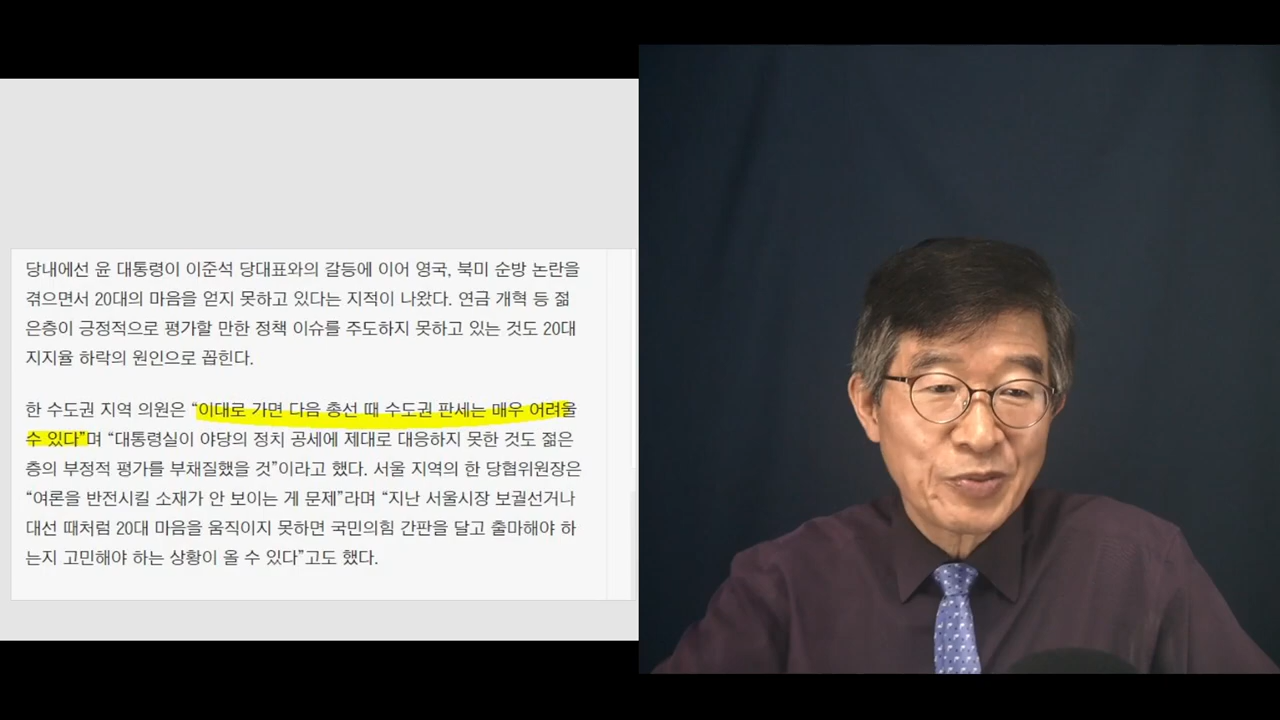 당내에선 윤 대통령이 이준석 당대표와의 갈등에 이어 영국, 북미 순방 논란을
겪으면서 20대의 마음을 얻지 못하고 있다는 지적이 나왔다. 연금 개혁 등 젊
은층이 긍정적으로 평가할 만한 정책 이슈를 주도하지 못하고 있는 것도 20대
지지율 하락의 원인으로 꼽힌다.
한 수도권 지역 의원은 “이대로 가면 다음 총선 때 수도권 판세는 매우 어려울
수 있다”며 “대통령실이 야당의 정치 공세에 제대로 대응하지 못한 것도 젊은
층의 부정적 평가를 부채질했을 것”이라고 했다. 서울 지역의 한 당협위원장은
“여론을 반전시킬 소재가 안 보이는 게 문제”라며 “지난 서울시장 보궐선거나
대선 때처럼 20대 마음을 움직이지 못하면 국민의힘 간판을 달고 출마해야 하
는지 고민해야 하는 상황이 올 수 있다”고도 했다.